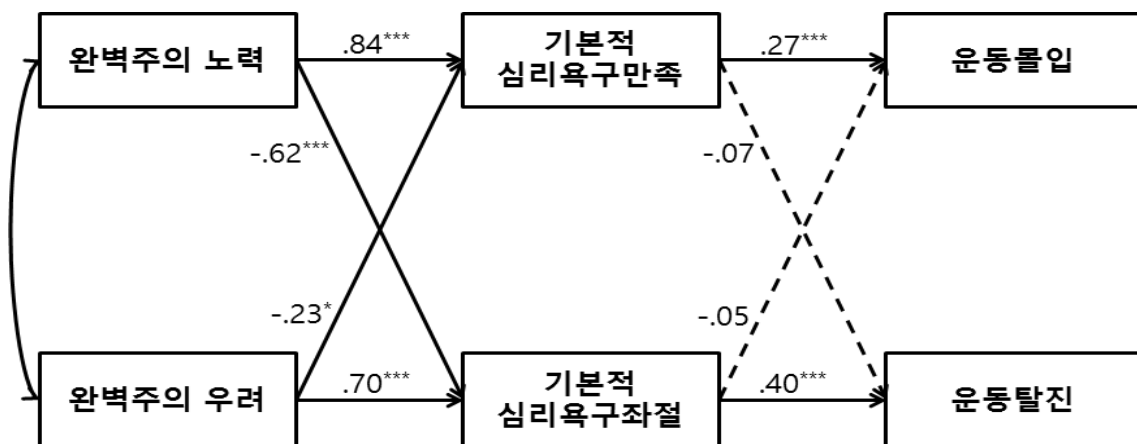 완벽주의 노력
.84***
기본적
심리욕구만족
.27***
운동몰입
-.62***
-.07
-.23*
-.05
완벽주의 우려
.70***
기본적
심리욕구좌절
.40***
운동탈진